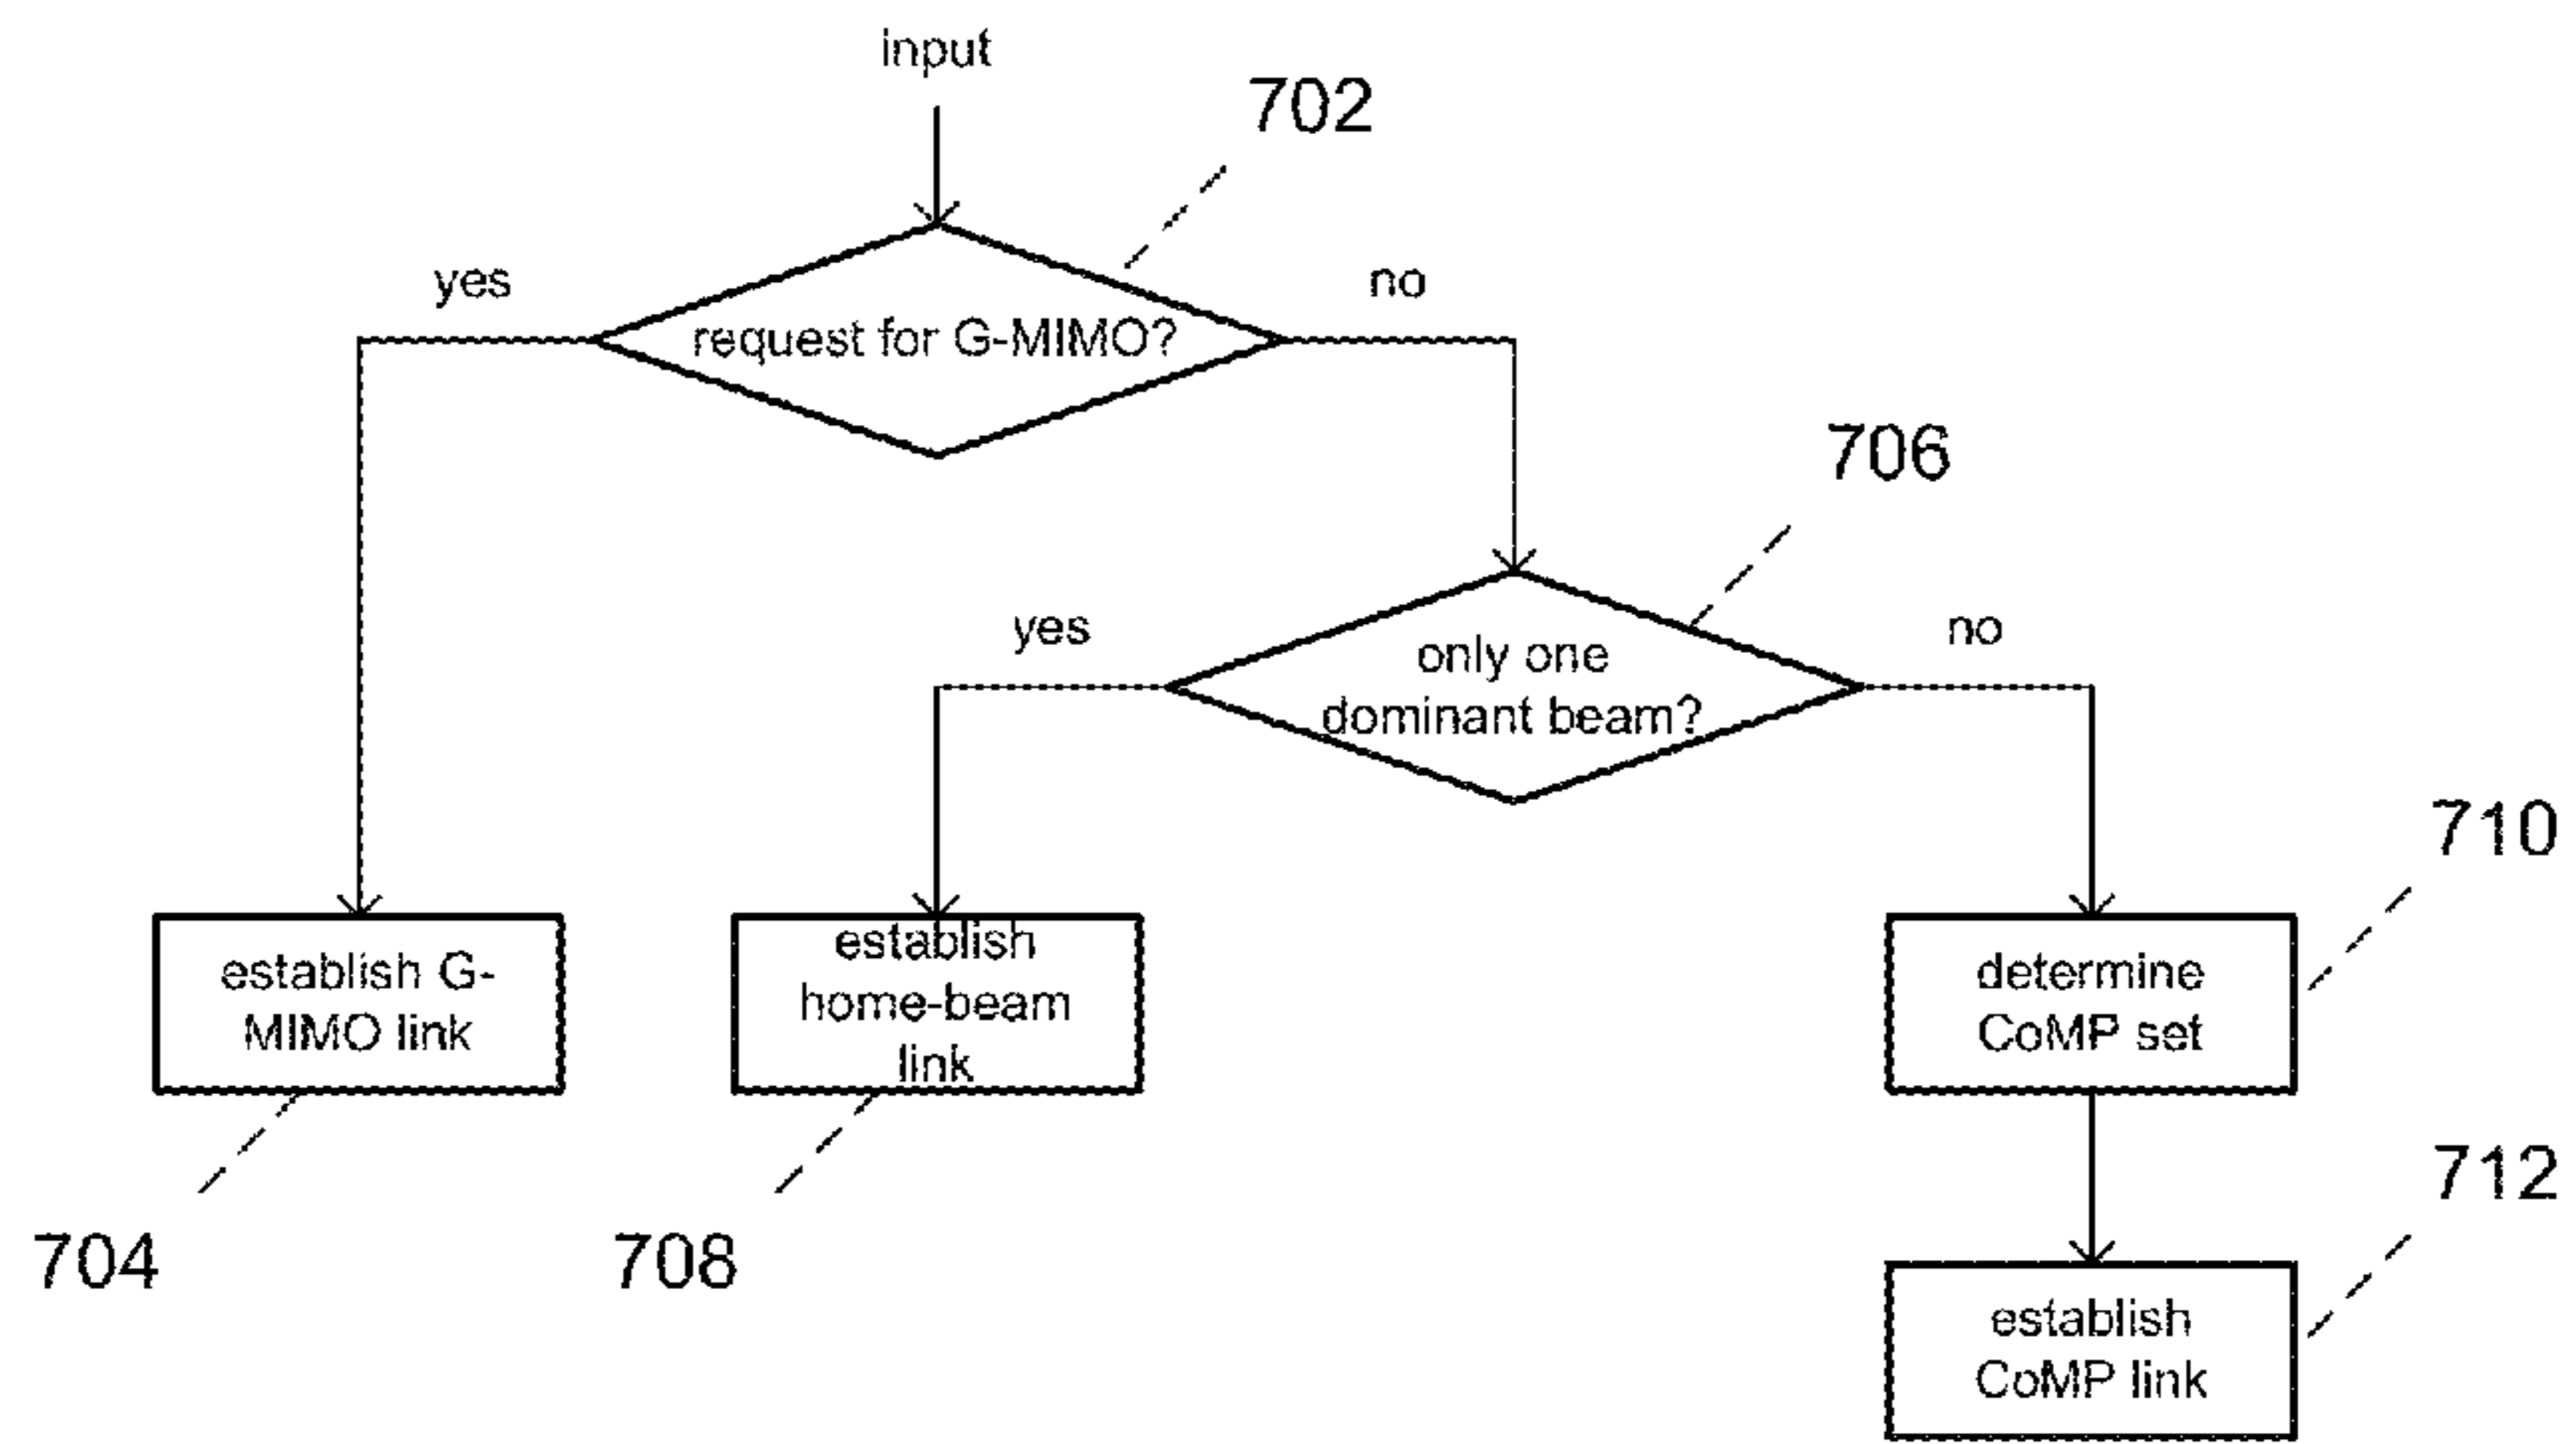 input
702
yes
no
request for G-MIMO?
706
yes
no
only one
dominant beam?
710
establish G-
MIMO link
establish
home-beam
link
determine
CoMP set
712
704
708
establish
CoMP link